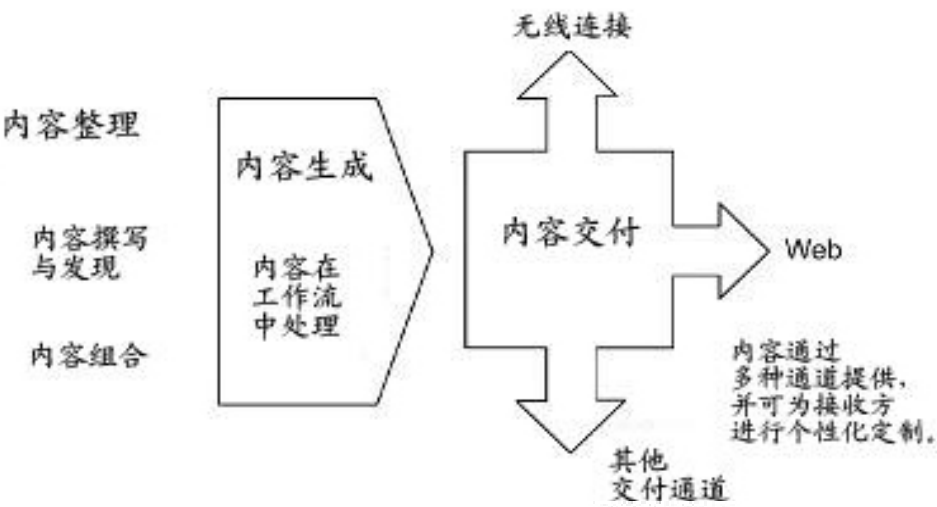 无线连接
内容整理
内容生成
内容撰写
与发现
内容在
工作流
中处理
内容组合
内容交付
Web
内容通过
多种通道提供，
并可为接收方
进行个性化定制。
其他
交付通道